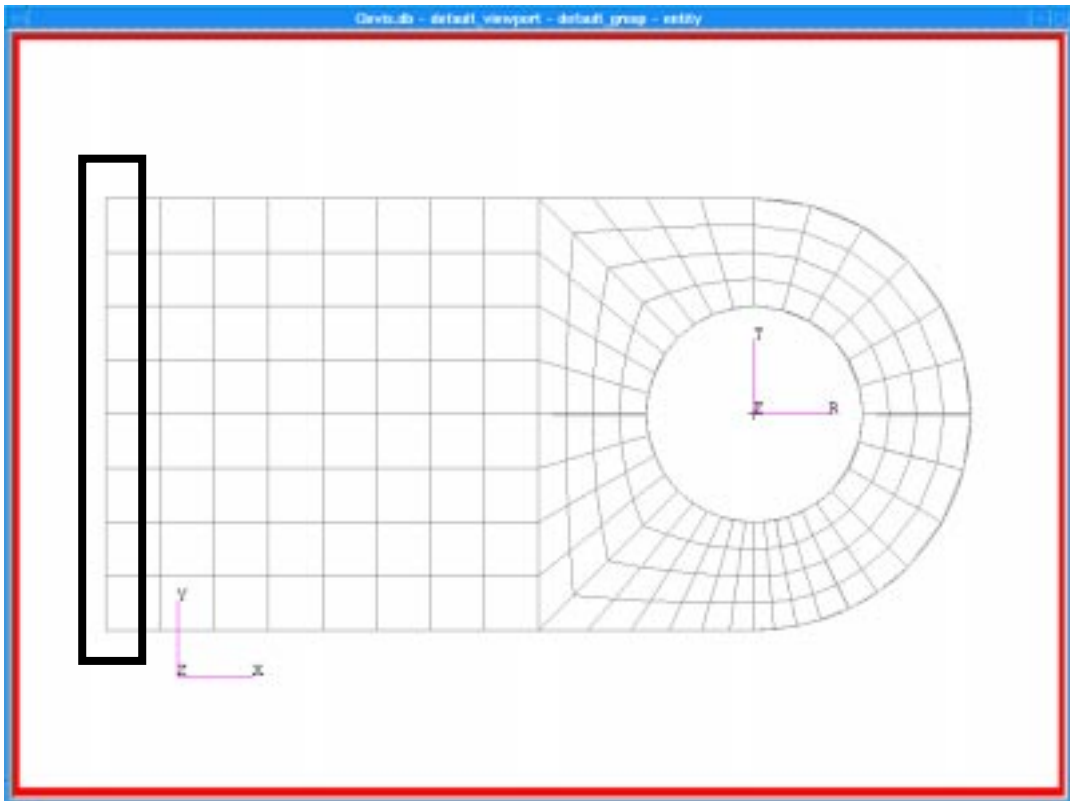 Clevis.db - default_viewport - default_group - entity
T
Z R
Y
Z X